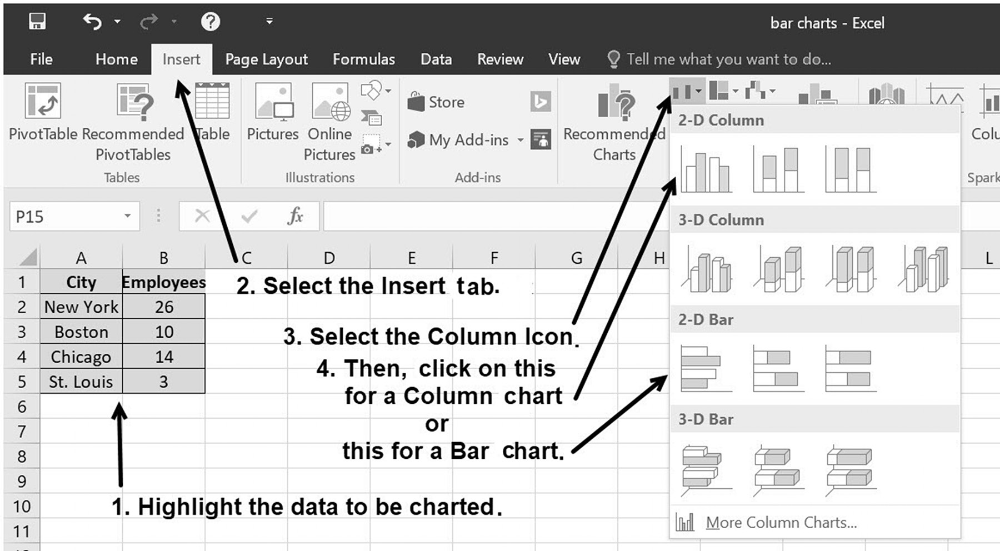 bar charts - Excel
File Home Insert Page Layout Formulas Data Review View Tell me what you want to do...
PivotTable Recommended PivotTables Table
Tables
Pictures Online Pictures
Illustrations
Store
My Add-ins
Add-ins
Recommended Charts
Colu
Spark
2-D Column
3-D Column
2-D Bar
3-D Bar
More Column Charts...
P15
fx
A B C D E F G H L
1 City Employees
2 New York 26
3 Boston 10
4 Chicago 14
5 St. Louis 3
6
7
8
9
10
11
2. Select the Insert tab.
3. Select the Column Icon.
4. Then, click on this
for a Column chart
or
this for a Bar chart.
1. Highlight the data to be charted.